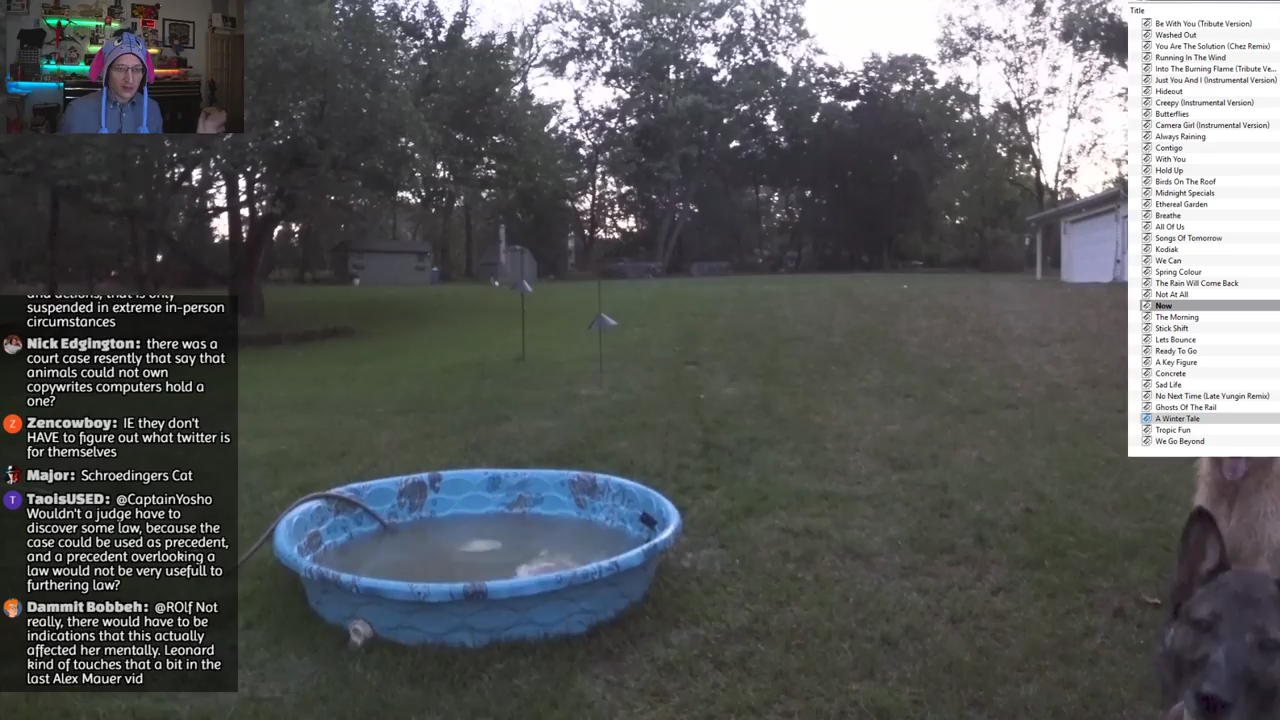 and actions, that is only
suspended in extreme in-person
circumstances
Nick Edgington: there was a
court case resently that say that
animals could not own
copywrites computers hold a
one?
Zencowboy: IE they don't
HAVE to figure out what twitter is
for themselves
Major: Schroedingers Cat
TaoisUSED: @CaptainYosho
Wouldn't a judge have to
discover some law, because the
case could be used as precedent,
and a precedent overlooking a
law would not be very usefull to
furthering law?
Dammit Bobbeh: @ROlf Not
really, there would have to be
indications that this actually
affected her mentally. Leonard
kind of touches that a bit in the
last Alex Mauer vid
Title
Be With You (Tribute Version)
Washed Out
You Are The Solution (Chez Remix)
Running In The Wind
Into The Burning Flame (Tribute Ve...
Just You And I (Instrumental Version)
Hideout
Creepy (Instrumental Version)
Butterflies
Camera Girl (Instrumental Version)
Always Raining
Contigo
With You
Hold Up
Birds On The Roof
Midnight Specials
Ethereal Garden
Breathe
All Of Us
Songs Of Tomorrow
Kodiak
We Can
Spring Colour
The Rain Will Come Back
Not At All
Now
The Morning
Stick Shift
Lets Bounce
Ready To Go
A Key Figure
Concrete
Sad Life
No Next Time (Late Yungin Remix)
Ghosts Of The Rail
A Winter Tale
Tropic Fun
We Go Beyond